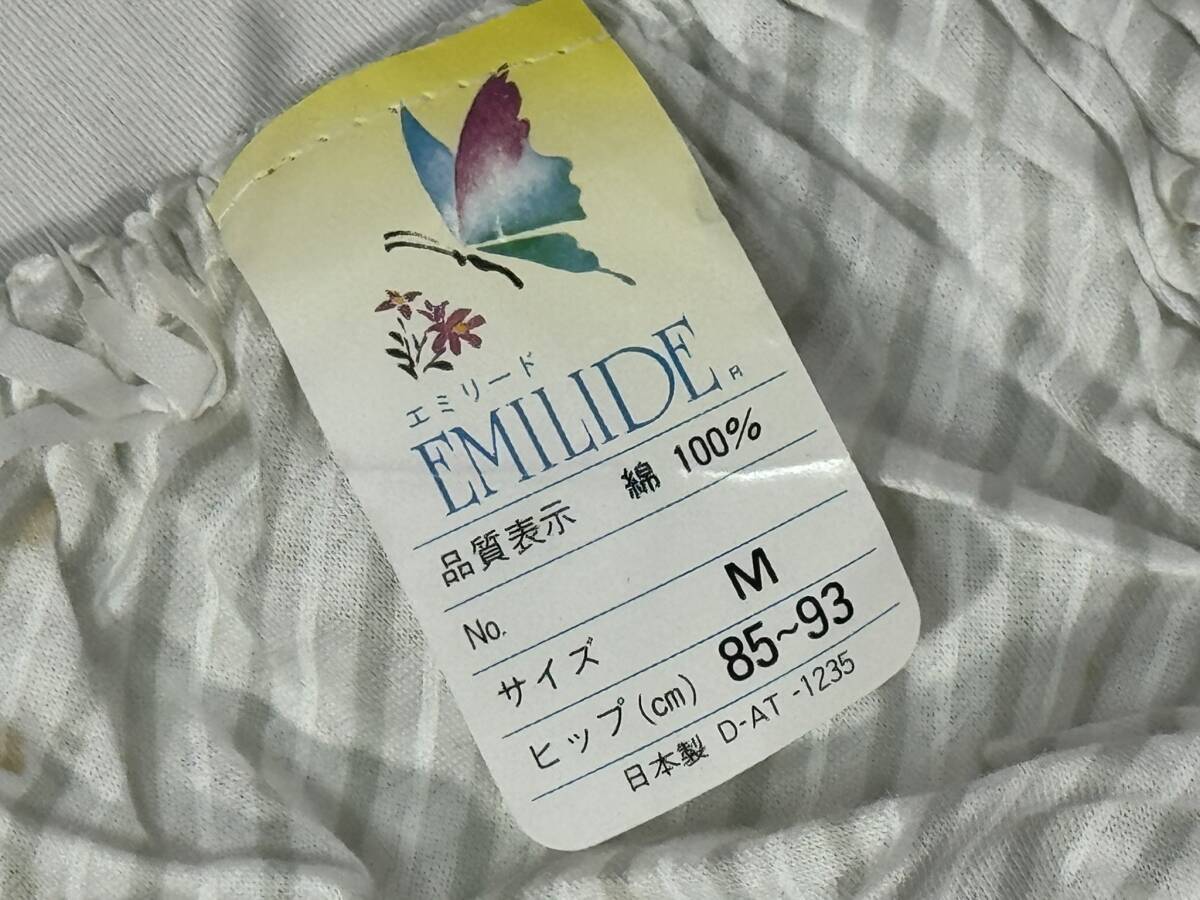 エミリード
EMILIDE R
品質表示 綿 100%
No.
サイズ M
ヒップ(cm) 85~93
日本製 D-AT -1235